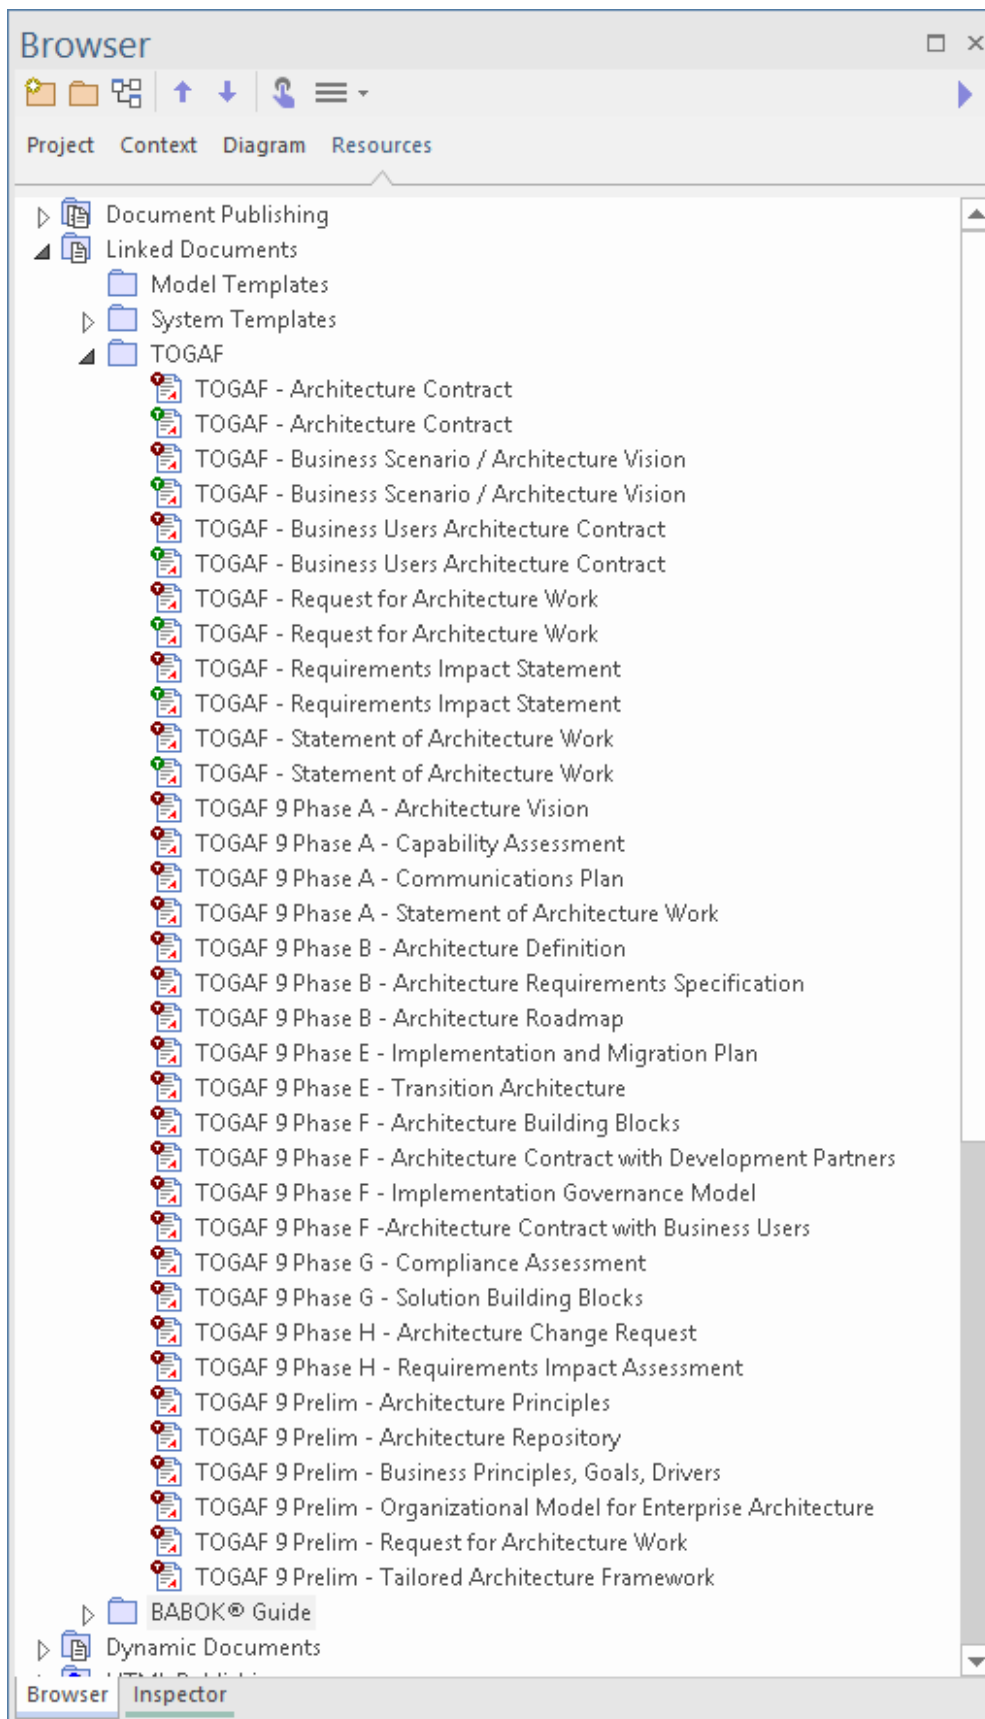 Browser
Project Context Diagram Resources
Document Publishing
Linked Documents
Model Templates
System Templates
TOGAF
TOGAF - Architecture Contract
TOGAF - Architecture Contract
TOGAF - Business Scenario / Architecture Vision
TOGAF - Business Scenario / Architecture Vision
TOGAF - Business Users Architecture Contract
TOGAF - Business Users Architecture Contract
TOGAF - Request for Architecture Work
TOGAF - Request for Architecture Work
TOGAF - Requirements Impact Statement
TOGAF - Requirements Impact Statement
TOGAF - Statement of Architecture Work
TOGAF - Statement of Architecture Work
TOGAF 9 Phase A - Architecture Vision
TOGAF 9 Phase A - Capability Assessment
TOGAF 9 Phase A - Communications Plan
TOGAF 9 Phase A - Statement of Architecture Work
TOGAF 9 Phase B - Architecture Definition
TOGAF 9 Phase B - Architecture Requirements Specification
TOGAF 9 Phase B - Architecture Roadmap
TOGAF 9 Phase E - Implementation and Migration Plan
TOGAF 9 Phase E - Transition Architecture
TOGAF 9 Phase F - Architecture Building Blocks
TOGAF 9 Phase F - Architecture Contract with Development Partners
TOGAF 9 Phase F - Implementation Governance Model
TOGAF 9 Phase F -Architecture Contract with Business Users
TOGAF 9 Phase G - Compliance Assessment
TOGAF 9 Phase G - Solution Building Blocks
TOGAF 9 Phase H - Architecture Change Request
TOGAF 9 Phase H - Requirements Impact Assessment
TOGAF 9 Prelim - Architecture Principles
TOGAF 9 Prelim - Architecture Repository
TOGAF 9 Prelim - Business Principles, Goals, Drivers
TOGAF 9 Prelim - Organizational Model for Enterprise Architecture
TOGAF 9 Prelim - Request for Architecture Work
TOGAF 9 Prelim - Tailored Architecture Framework
BABOK® Guide
Dynamic Documents
Browser Inspector